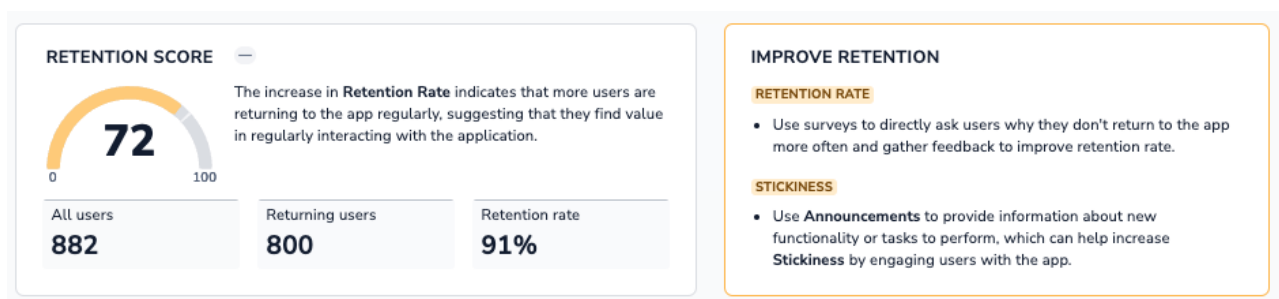 RETENTION SCORE —
The increase in Retention Rate indicates that more users are
returning to the app regularly, suggesting that they find value
in regularly interacting with the application.
72
0
100
All users
882
Returning users
800
Retention rate
91%
IMPROVE RETENTION
RETENTION RATE
• Use surveys to directly ask users why they don't return to the app
more often and gather feedback to improve retention rate.
STICKINESS
• Use Announcements to provide information about new
functionality or tasks to perform, which can help increase
Stickiness by engaging users with the app.